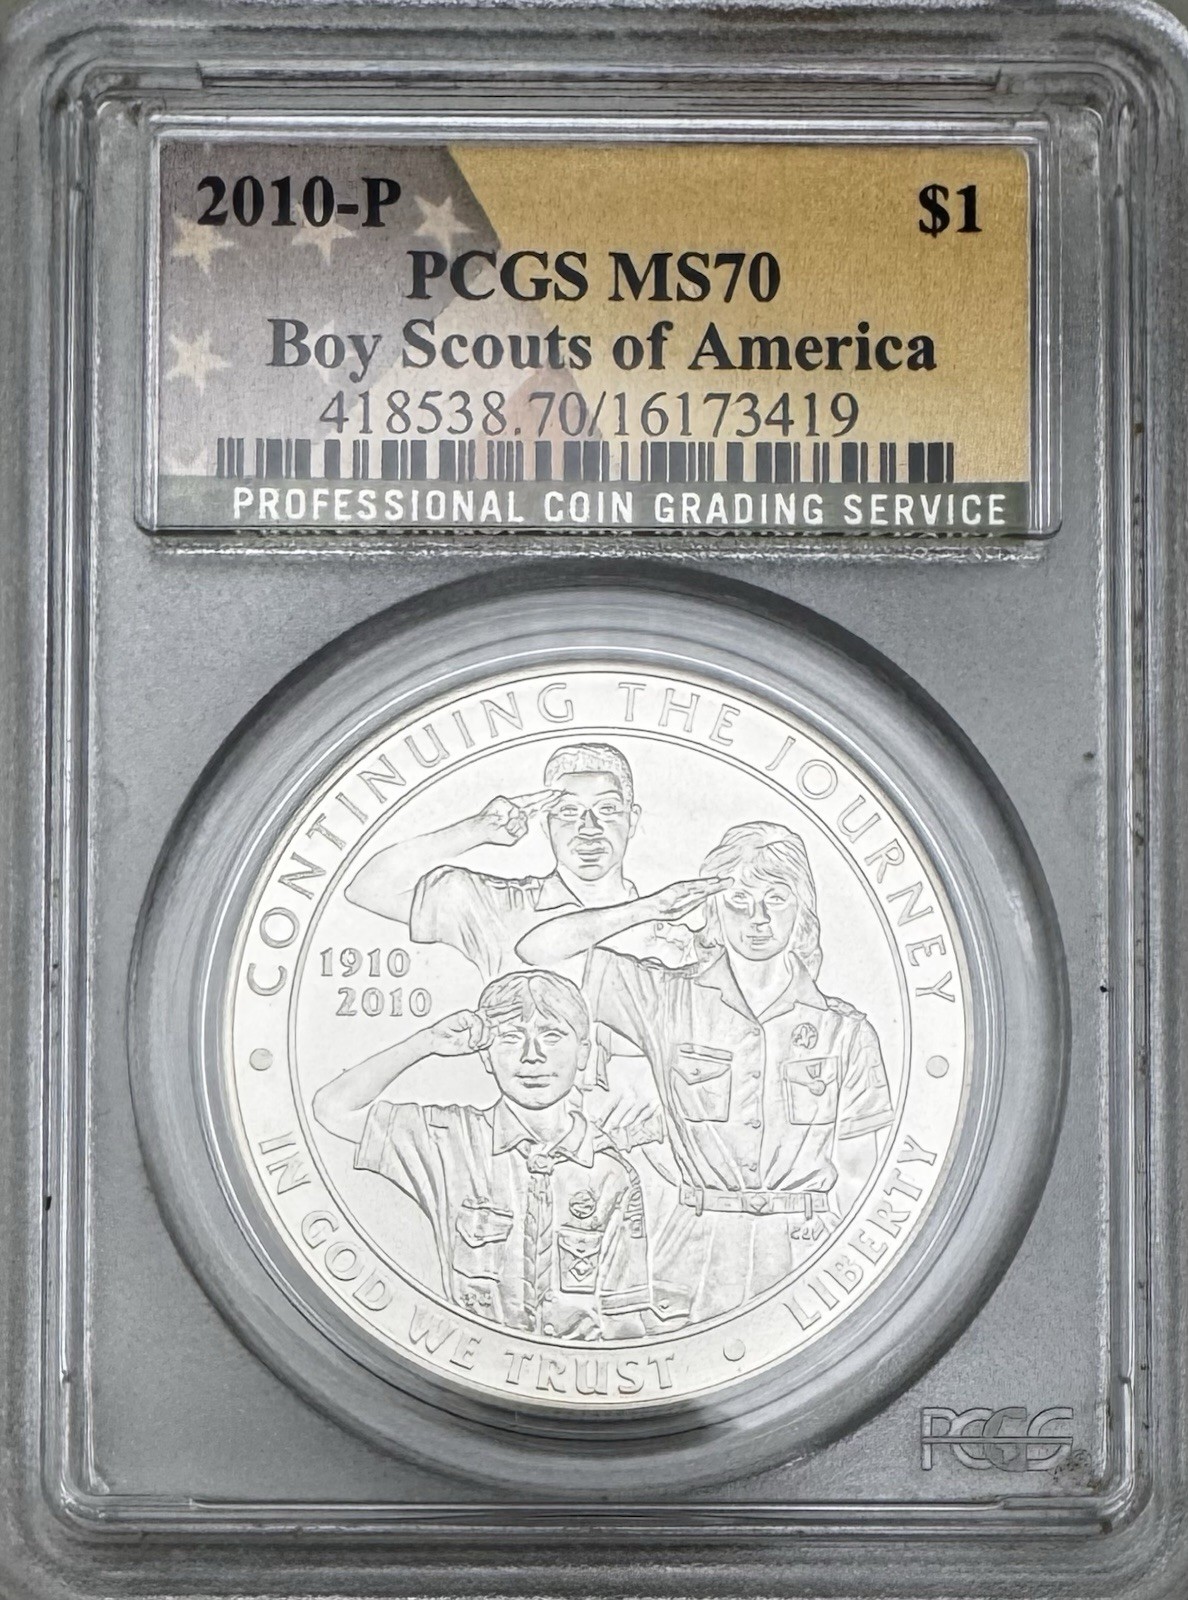 2010-P $1
PCGS MS70
Boy Scouts of America
418538.70/16173419
PROFESSIONAL COIN GRADING SERVICE
CONTINUING THE JOURNEY
1910
2010
IN GOD WE TRUST
LIBERTY
PCGS